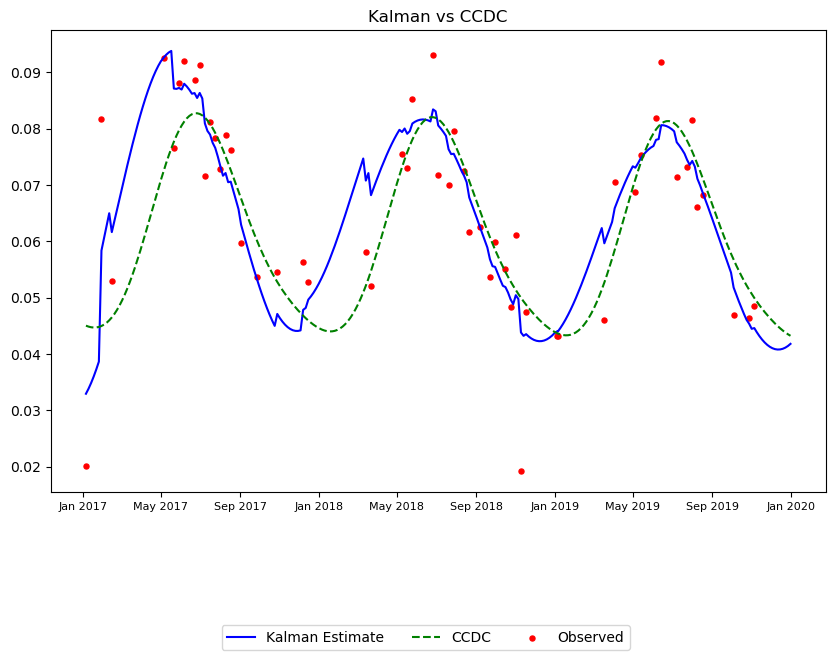 Kalman vs CCDC
0.09
0.08
0.07
0.06
0.05
0.04
0.03
0.02
Jan 2017 May 2017 Sep 2017 Jan 2018 May 2018 Sep 2018 Jan 2019 May 2019 Sep 2019 Jan 2020
Kalman Estimate CCDC Observed